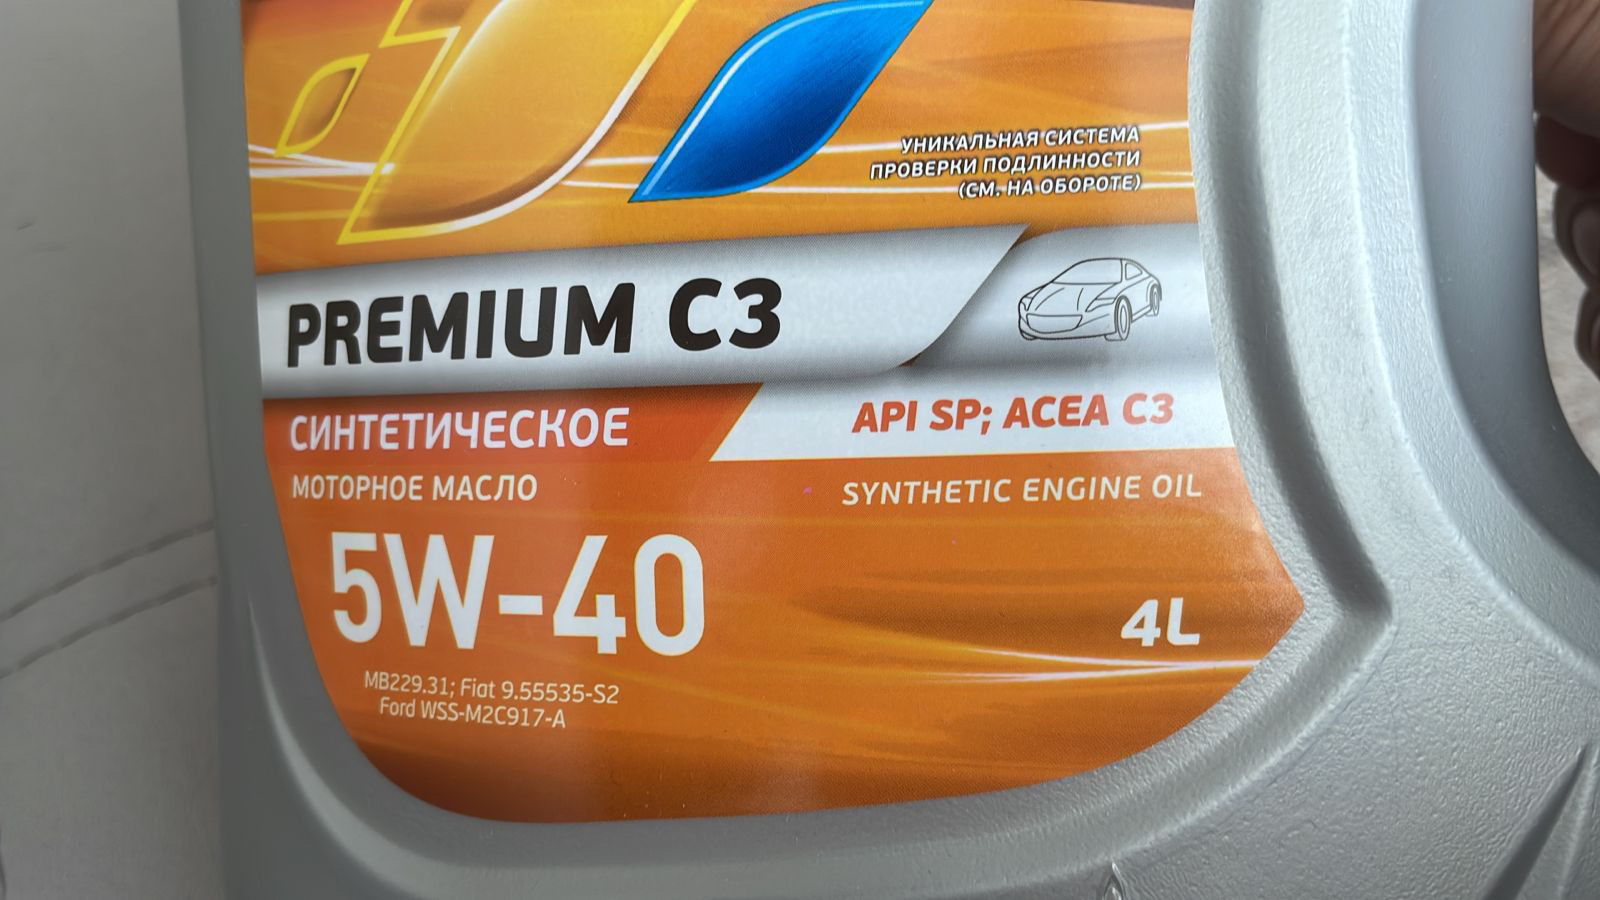 УНИКАЛЬНАЯ СИСТЕМА
ПРОВЕРКИ ПОДЛИННОСТИ
(СМ. НА ОБОРОТЕ)
PREMIUM C3
СИНТЕТИЧЕСКОЕ
API SP; ACEA C3
МОТОРНОЕ МАСЛО
SYNTHETIC ENGINE OIL
5W-40
4L
MB229.31; Fiat 9.55535-S2
Ford WSS-M2C917-A